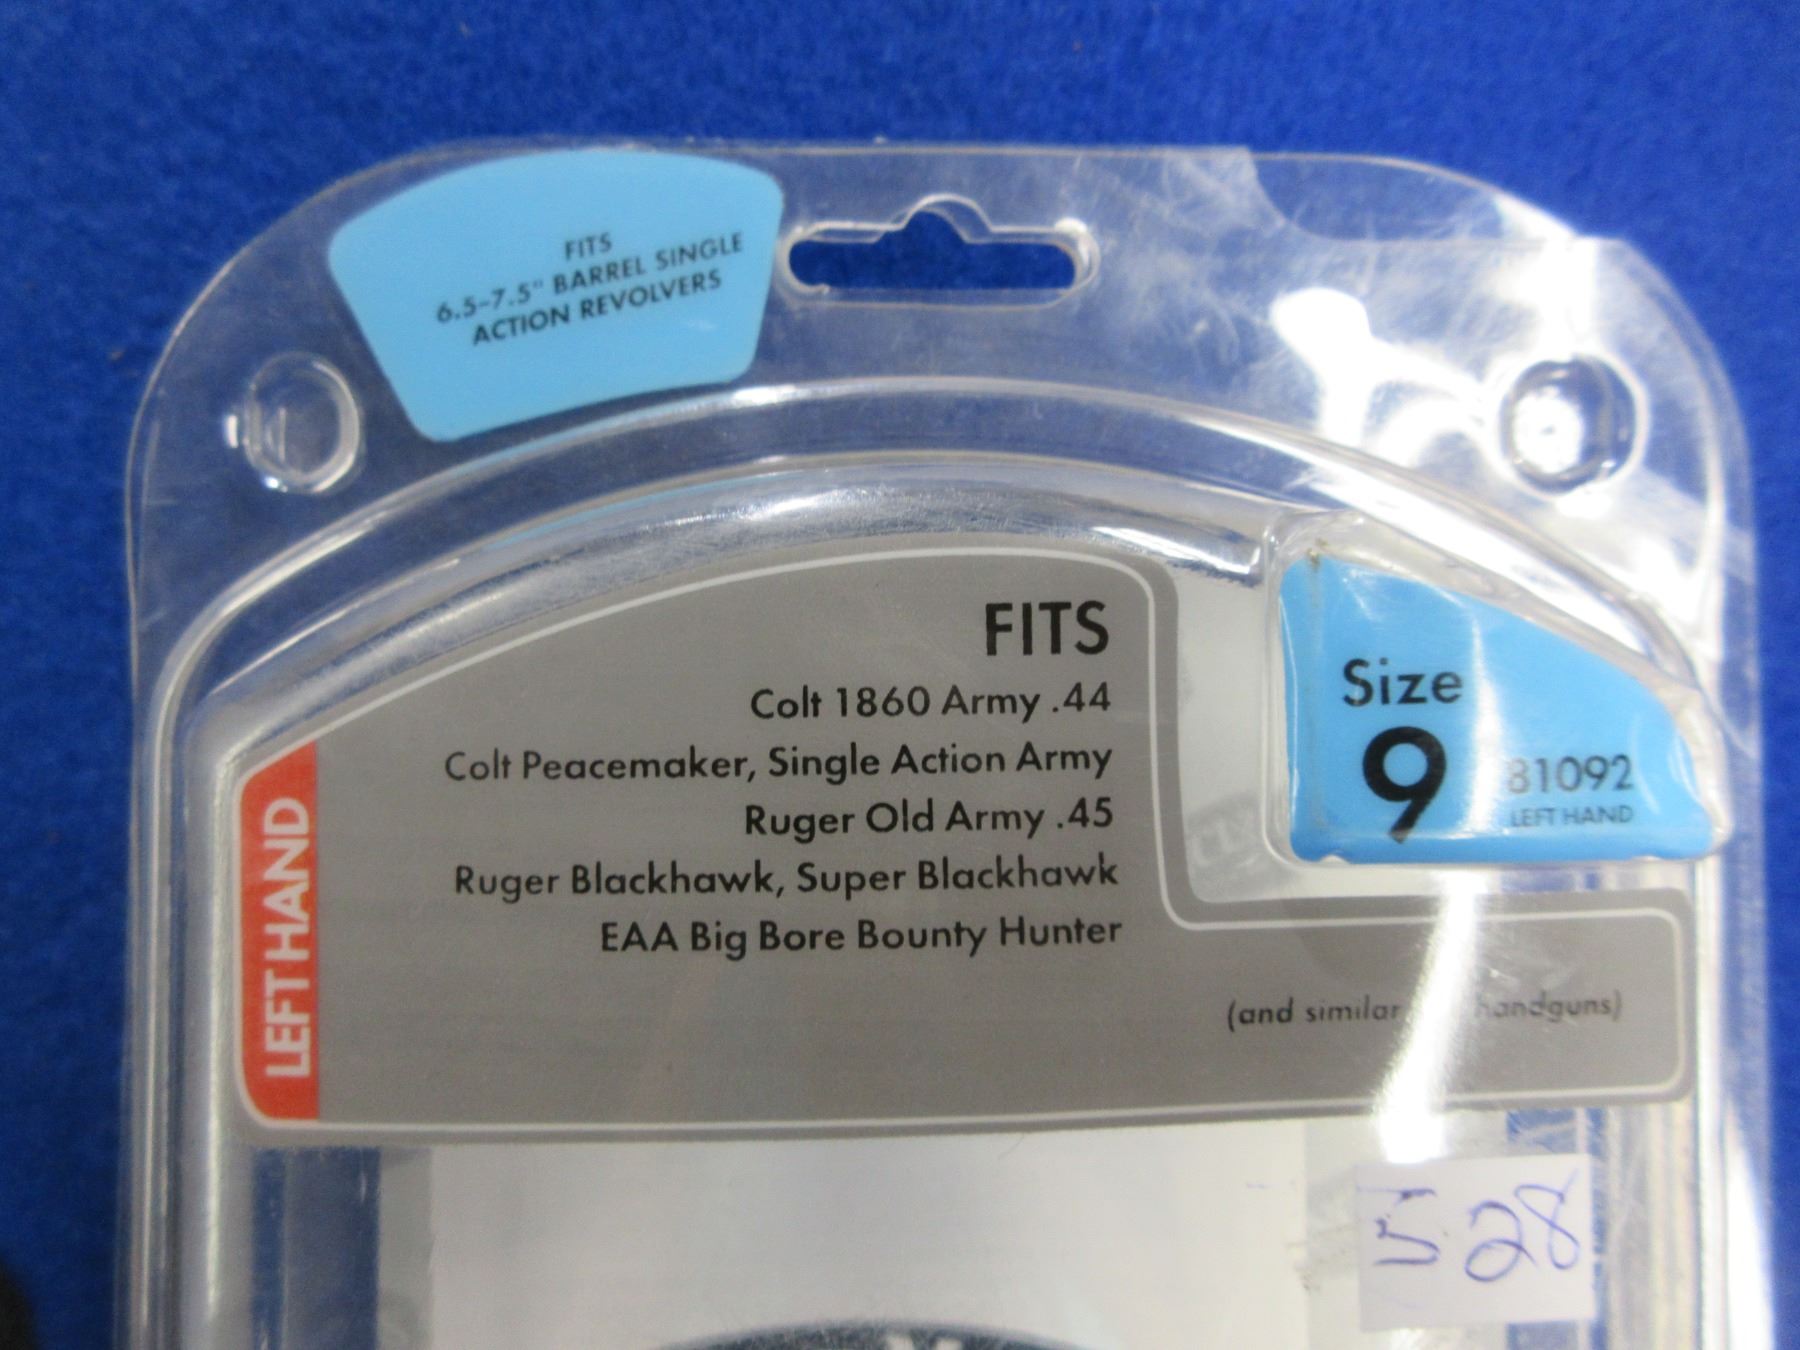 FITS
6.5-7.5" BARREL SINGLE
ACTION REVOLVERS
FITS
Colt 1860 Army .44
Colt Peacemaker, Single Action Army
Ruger Old Army .45
Ruger Blackhawk, Super Blackhawk
EAA Big Bore Bounty Hunter
(and similar handguns)
LEFT HAND
Size
9
81092
LEFT HAND
5 28